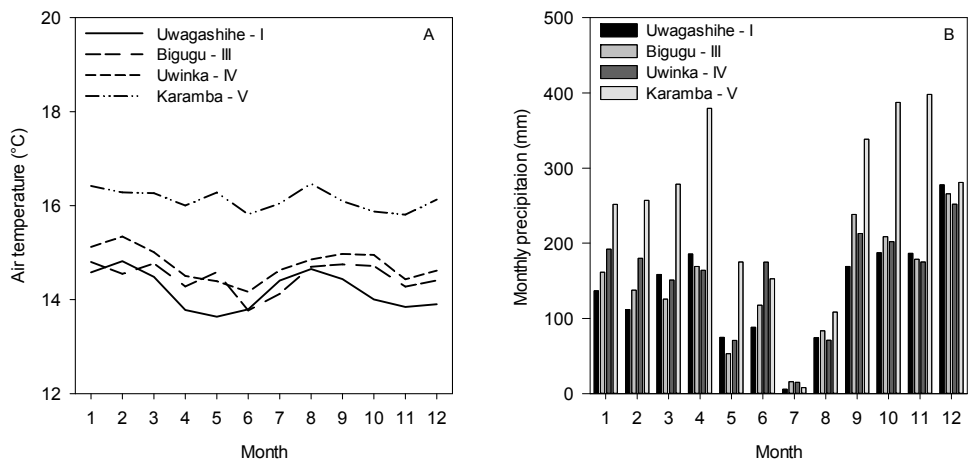 20
18
16
14
12
Air temperature (°C)
Uwagashihe - I
Bigugu - III
Uwinka - IV
Karamba - V
A
1 2 3 4 5 6 7 8 9 10 11 12
Month
500
400
300
200
100
0
Monthly precipitaion (mm)
Uwagashihe - I
Bigugu - III
Uwinka - IV
Karamba - V
B
1 2 3 4 5 6 7 8 9 10 11 12
Month